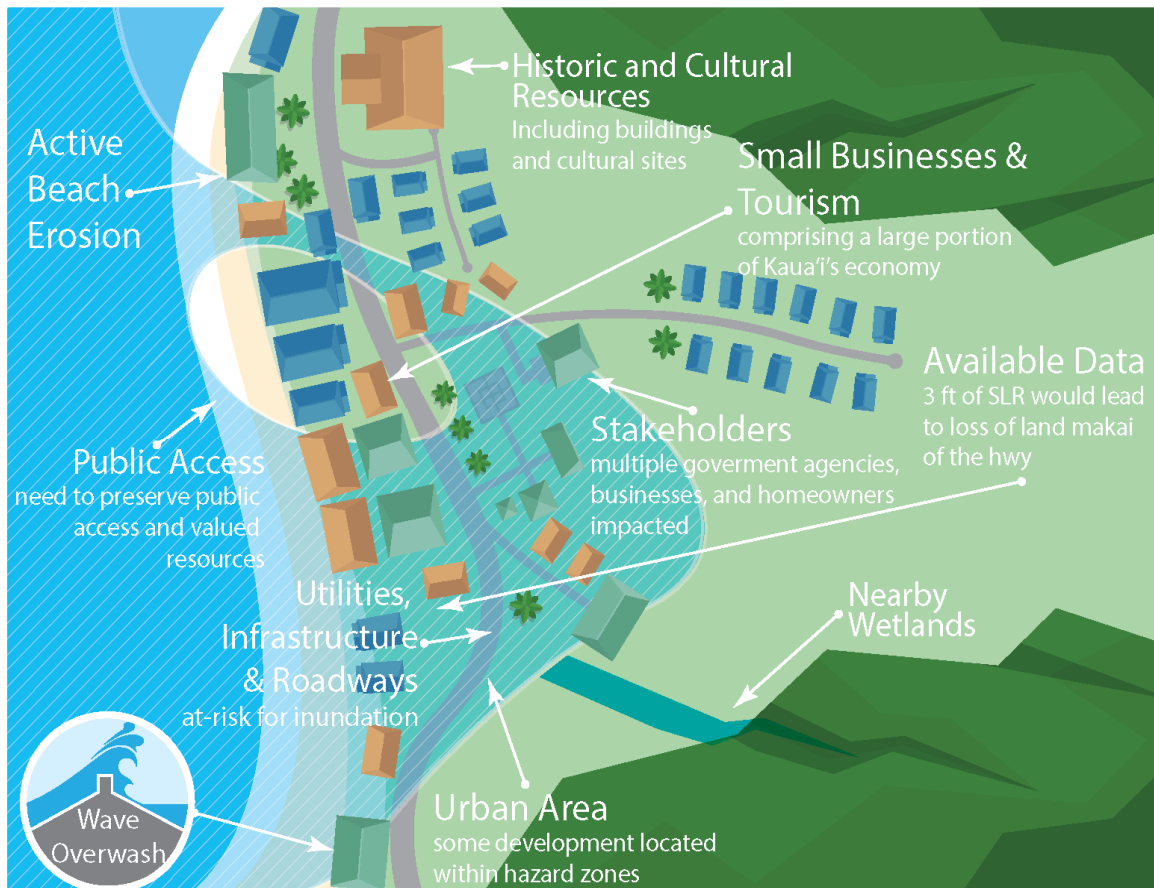 Historic and Cultural
Resources
Including buildings
and cultural sites
Active
Beach
Erosion
Small Businesses &
Tourism
comprising a large portion
of Kaua'i's economy
Available Data
3 ft of SLR would lead
to loss of land makai
of the hwy
Stakeholders
multiple goverment agencies,
businesses, and homeowners
impacted
Public Access
need to preserve public
access and valued
resources
Utilities,
Infrastructure
& Roadways
at-risk for inundation
Nearby
Wetlands
Wave
Overwash
Urban Area
some development located
within hazard zones